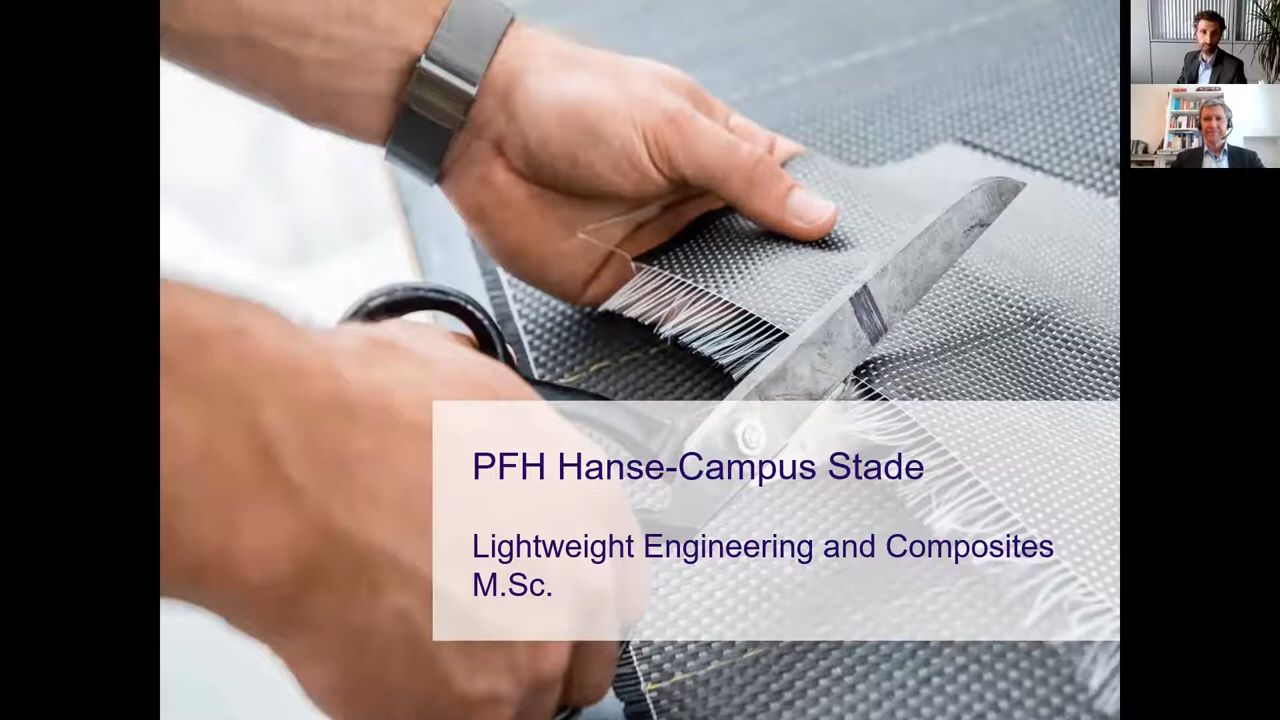 PFH Hanse-Campus Stade
Lightweight Engineering and Composites
M.Sc.